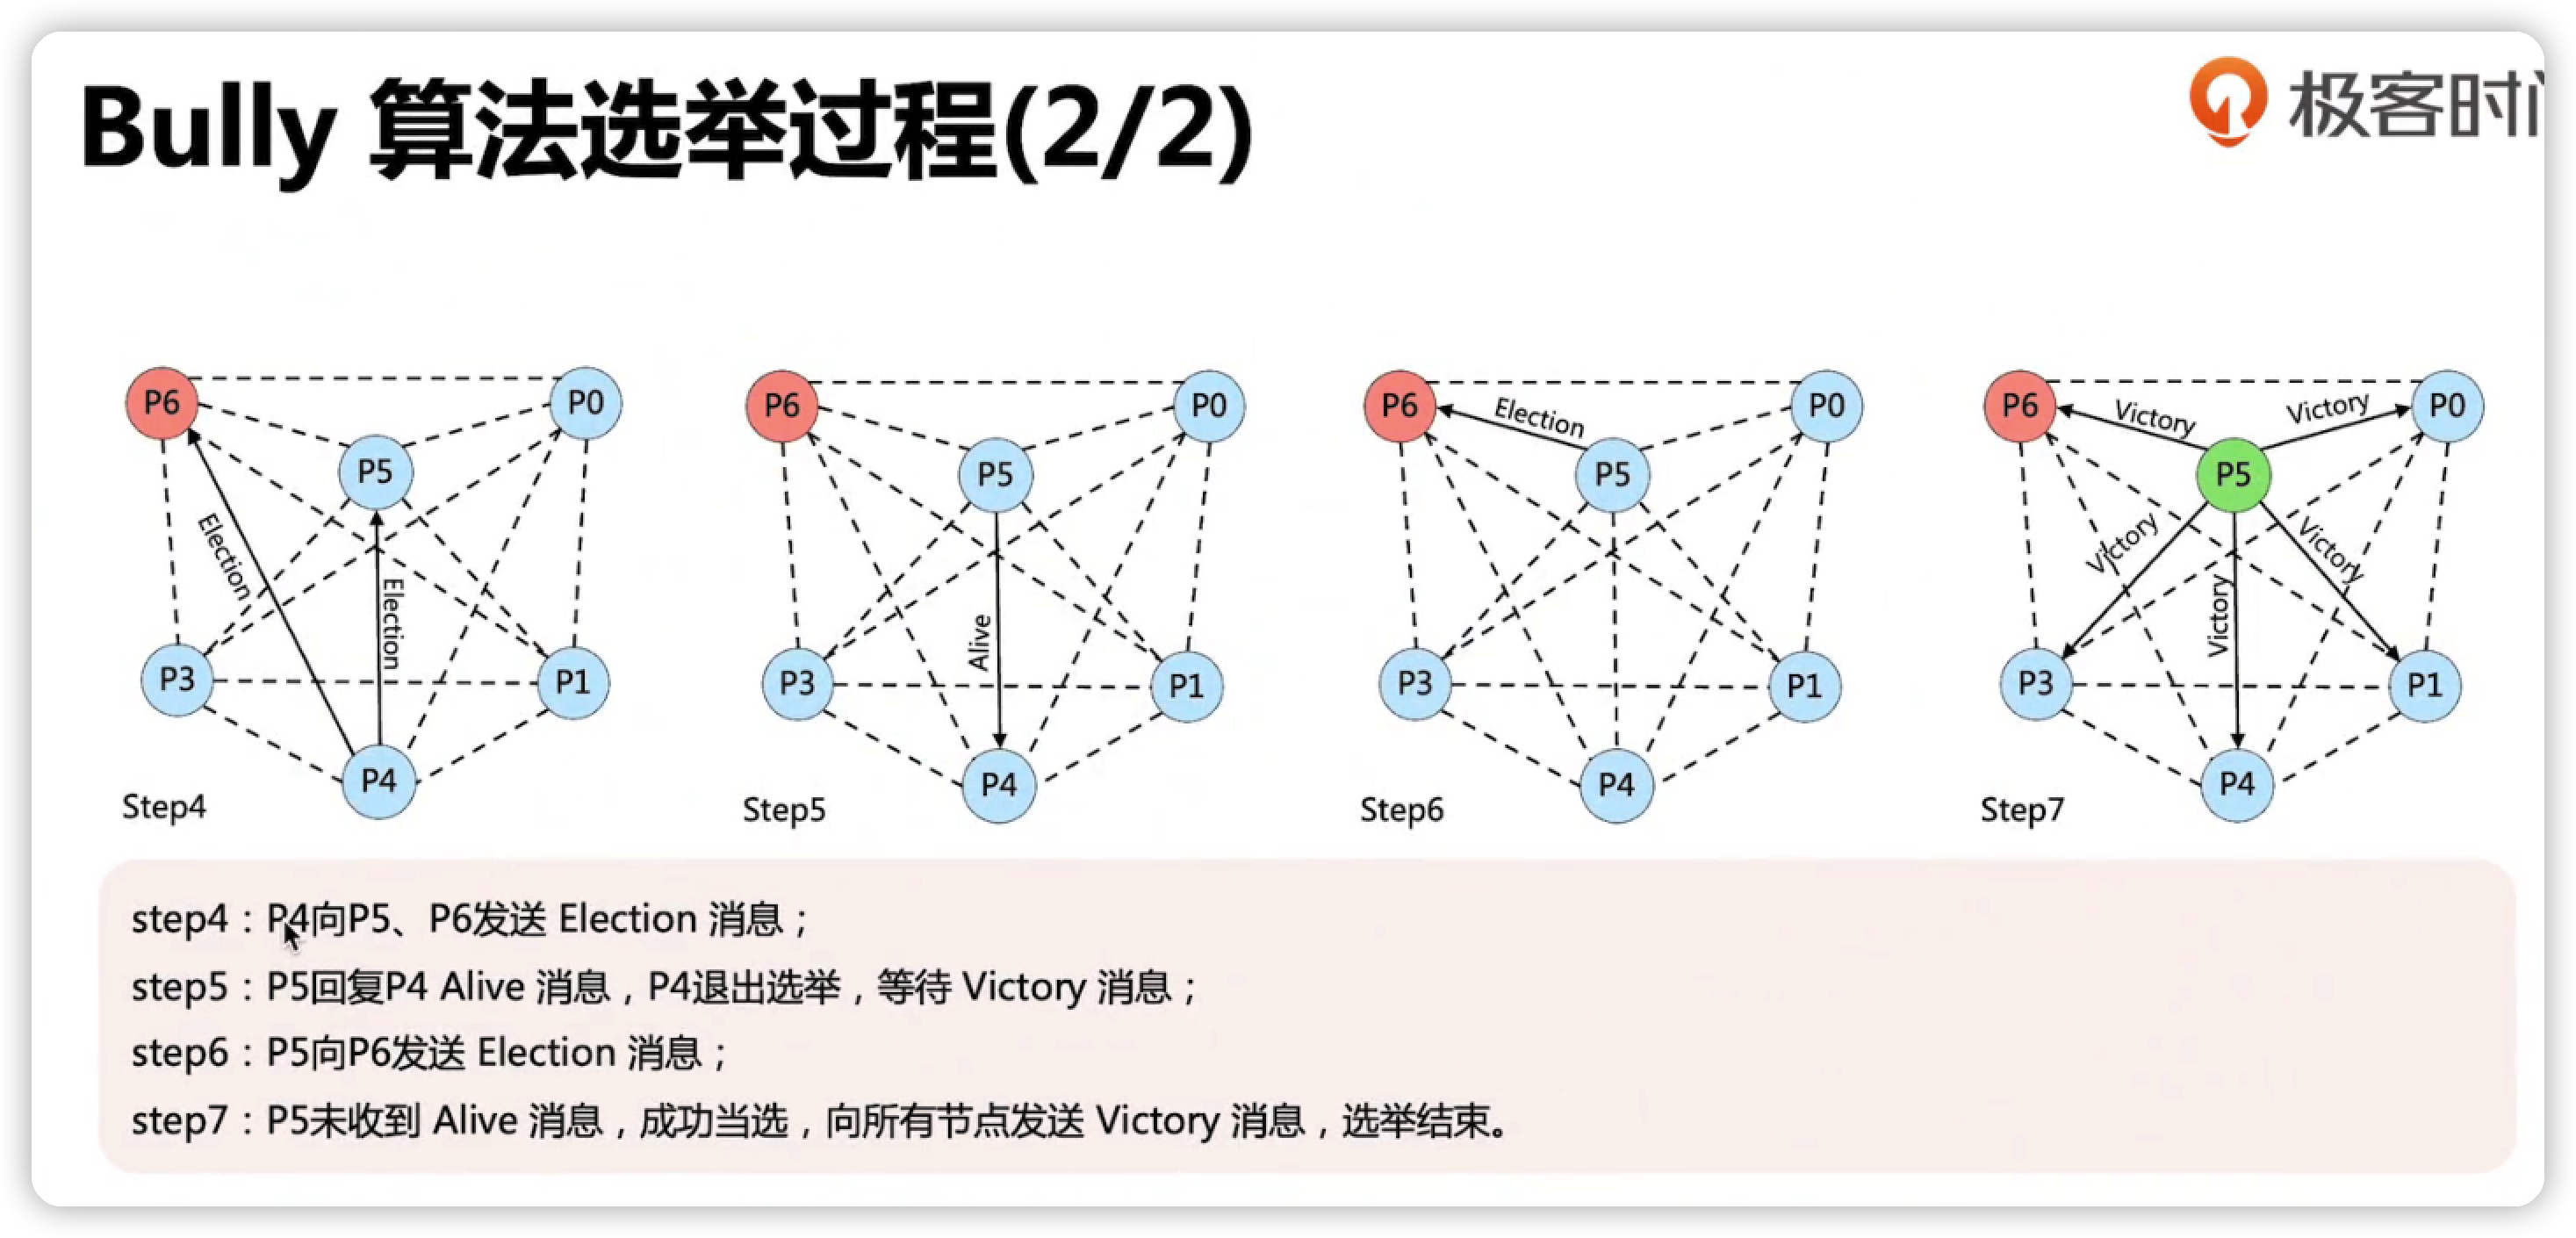 Bully 算法选举过程(2/2)
极客时间
P6
P0
P5
Election
Election
P3
P1
P4
Step4
P6
P0
P5
Alive
P3
P1
P4
Step5
P6
Election
P0
P5
P3
P1
P4
Step6
P6
Victory
Victory
P0
P5
Victory
Victory
Victory
P3
P1
P4
Step7
step4：P4向P5、P6发送 Election 消息；
step5：P5回复P4 Alive 消息，P4退出选举，等待 Victory 消息；
step6：P5向P6发送 Election 消息；
step7：P5未收到 Alive 消息，成功当选，向所有节点发送 Victory 消息，选举结束。